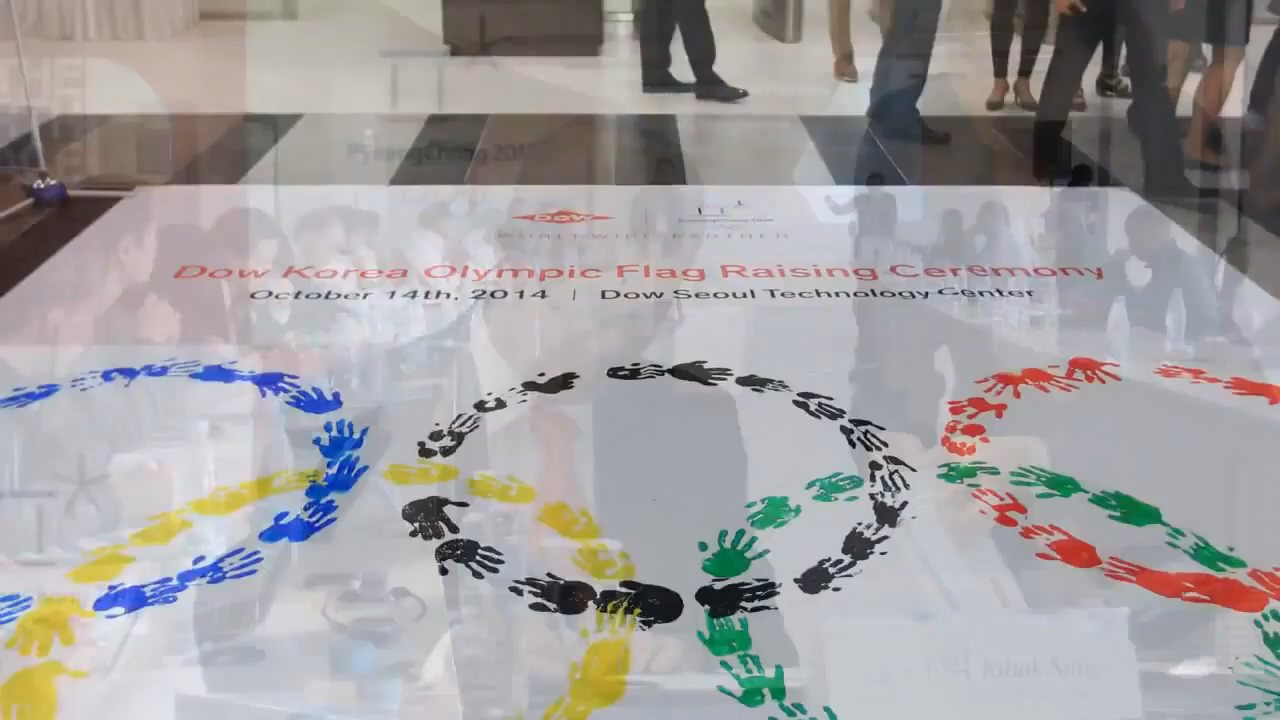 Dow
WORLDWIDE PARTNER
Dow Korea Olympic Flag Raising Ceremony
October 14th, 2014 | Dow Seoul Technology Center